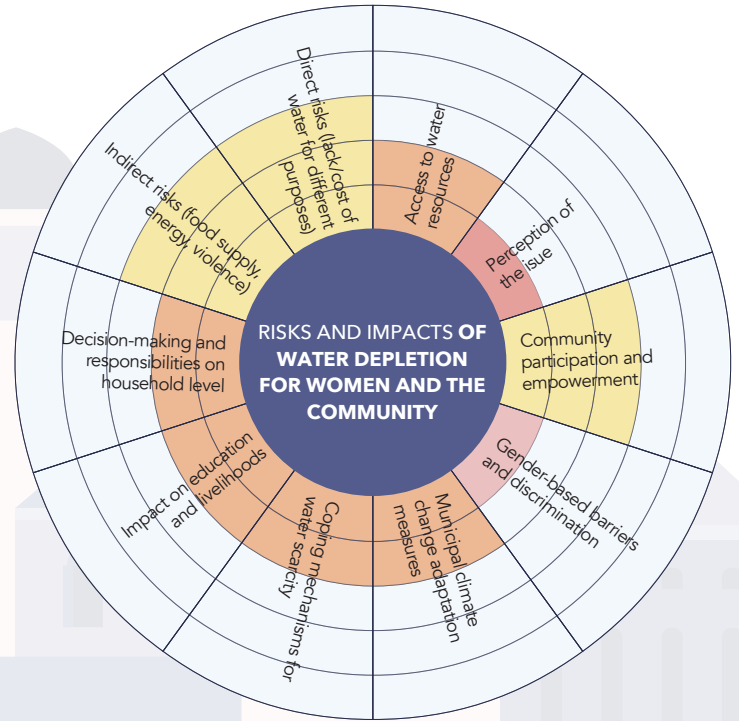 RISKS AND IMPACTS OF
WATER DEPLETION
FOR WOMEN AND THE
COMMUNITY
Access to water
resources
Perception of
the isue
Community
participation and
empowerment
Gender-based barriers
and discrimination
Municipal climate
change adaptation
measures
Coping mechanisms for
water scarcity
Impact on education
and livelihoods
Decision-making and
responsibilities on
household level
Indirect risks (food supply,
energy, violence)
Direct risks (lack/cost of
water for different
purposes)